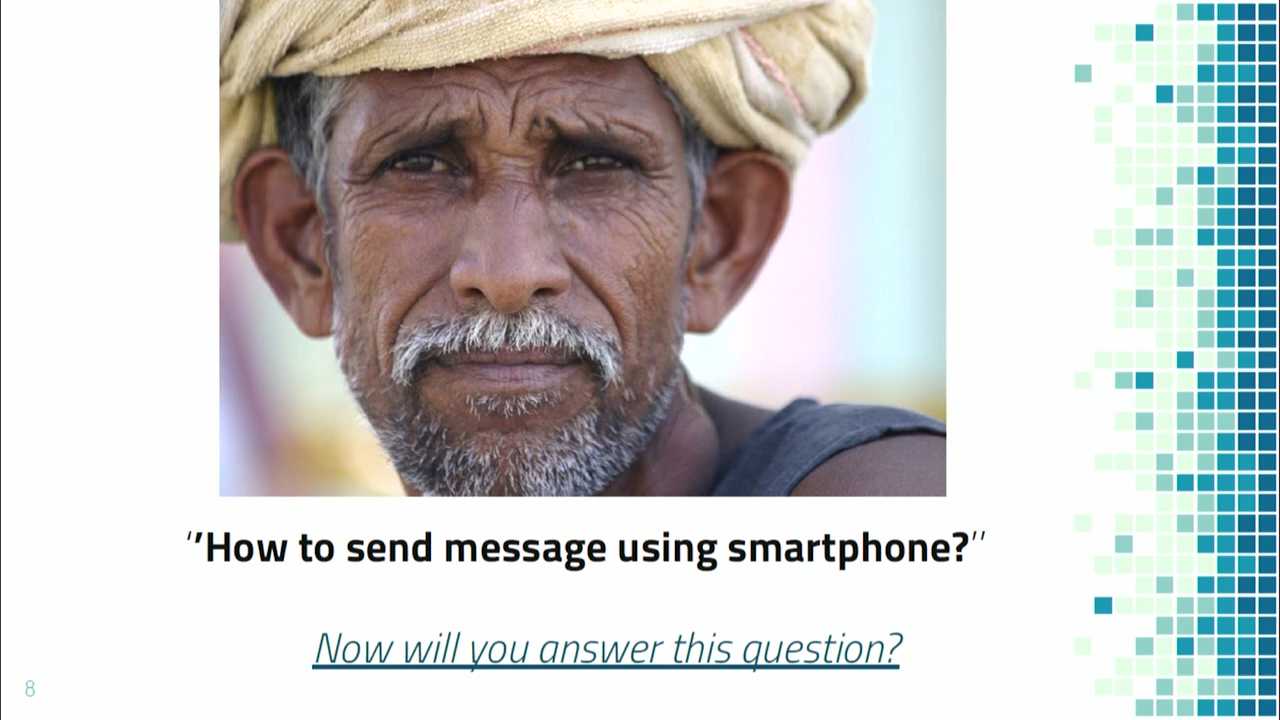 ‘’How to send message using smartphone?’’
Now will you answer this question?
8